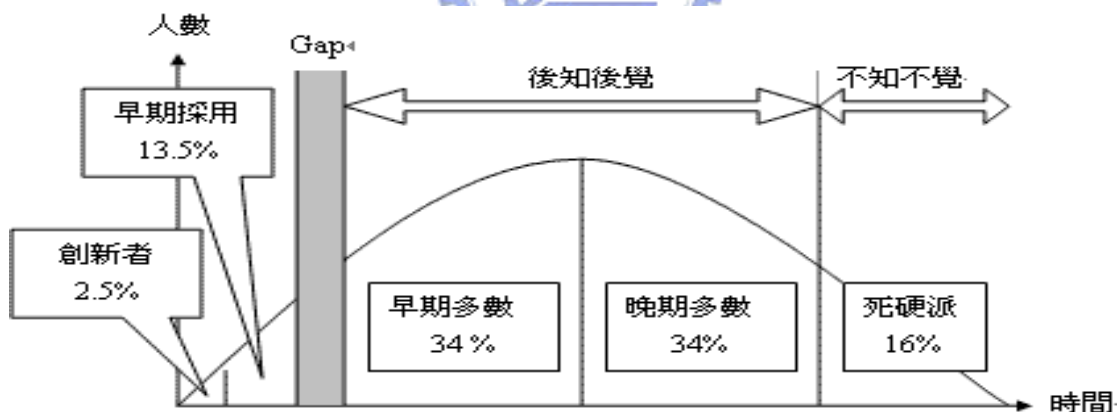 人數
Gap
後知後覺
不知不覺
早期採用
13.5%
創新者
2.5%
早期多數
34 %
晚期多數
34%
死硬派
16%
時間